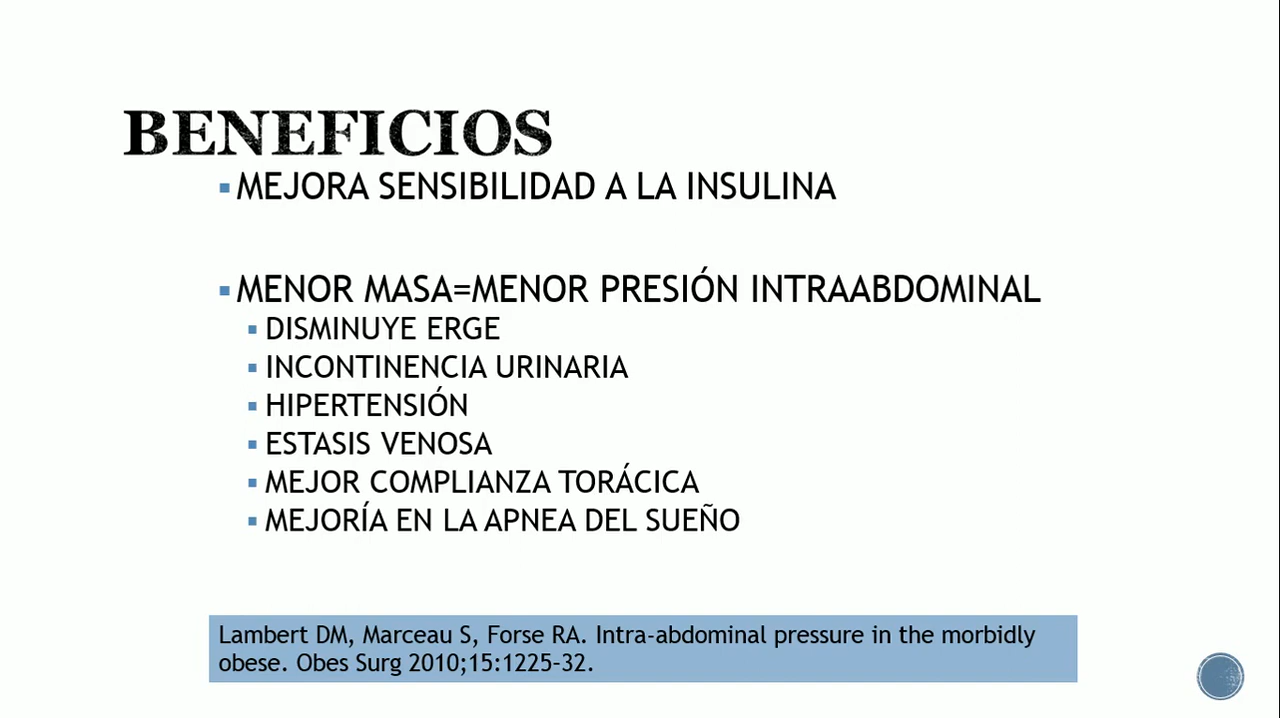 BENEFICIOS
MEJORA SENSIBILIDAD A LA INSULINA
MENOR MASA=MENOR PRESIÓN INTRAABDOMINAL
DISMINUYE ERGE
INCONTINENCIA URINARIA
HIPERTENSIÓN
ESTASIS VENOSA
MEJOR COMPLIANZA TORÁCICA
MEJORÍA EN LA APNEA DEL SUEÑO
Lambert DM, Marceau S, Forse RA. Intra-abdominal pressure in the morbidly
obese. Obes Surg 2010;15:1225-32.